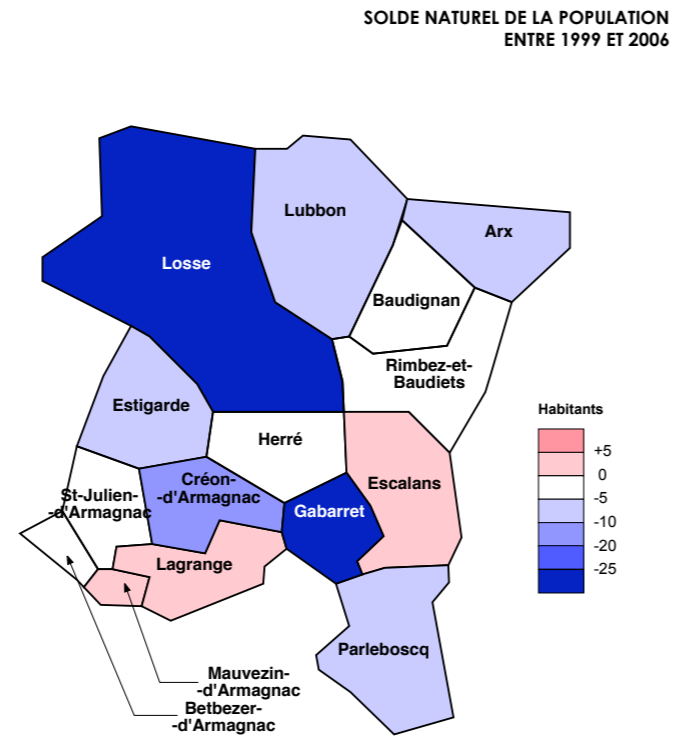 SOLDE NATUREL DE LA POPULATION
ENTRE 1999 ET 2006
Lubbon
Arx
Losse
Baudignan
Rimbez-et-
Baudiets
Estigarde
Habitants
Herré
+5
0
-5
-10
-20
-25
Créon-
-d'Armagnac
Escalans
St-Julien-
-d'Armagnac
Gabarret
Lagrange
Parleboscq
Mauvezin-
-d'Armagnac
Betbezer-
-d'Armagnac